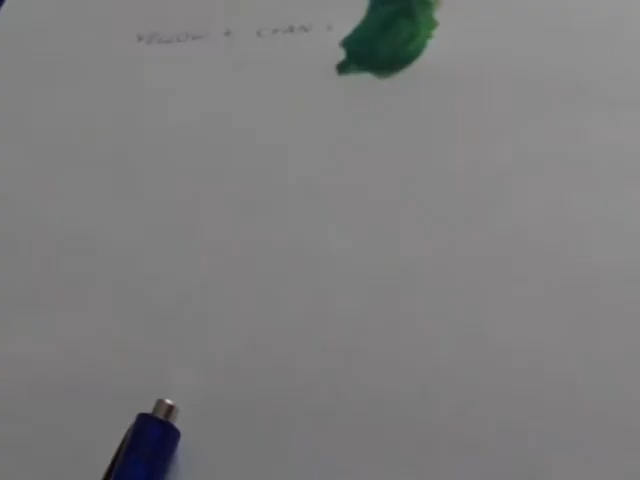 YELLOW + CYAN =